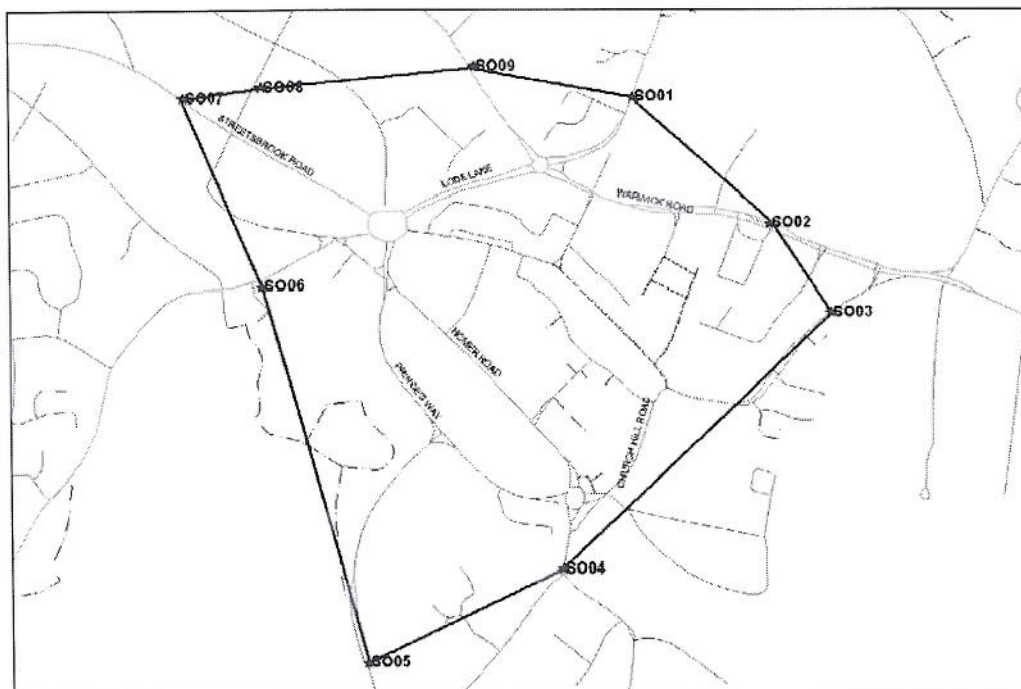 SO09
SO08
SO07
SO01
STREETSBROOK ROAD
LODE LANE
WARWICK ROAD
SO02
SO06
SO03
HOMER ROAD
PRINCES WAY
CHURCH HILL ROAD
SO04
SO05